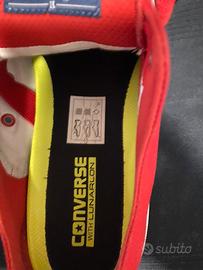 CONVERSE
WITH LUNARLON
subito